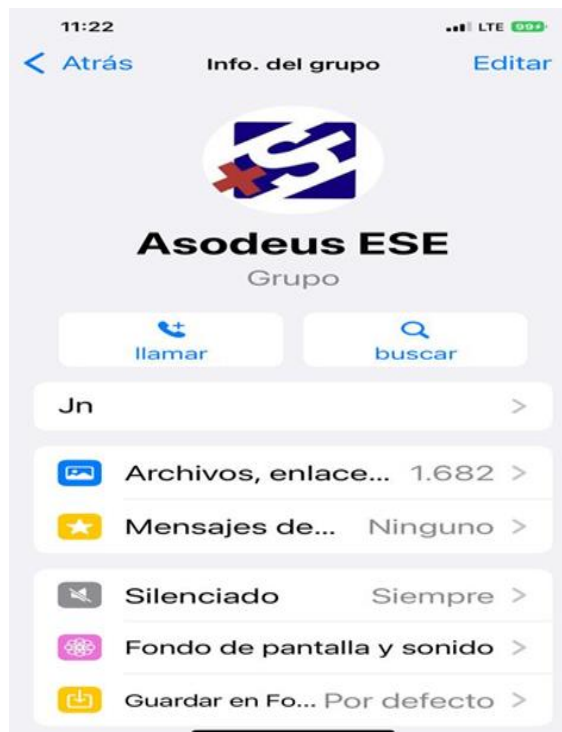 11:22
LTE 99+
Atrás Info. del grupo Editar
Asodeus ESE
Grupo
llamar buscar
Jn
Archivos, enlace... 1.682
Mensajes de... Ninguno
Silenciado Siempre
Fondo de pantalla y sonido
Guardar en Fo... Por defecto